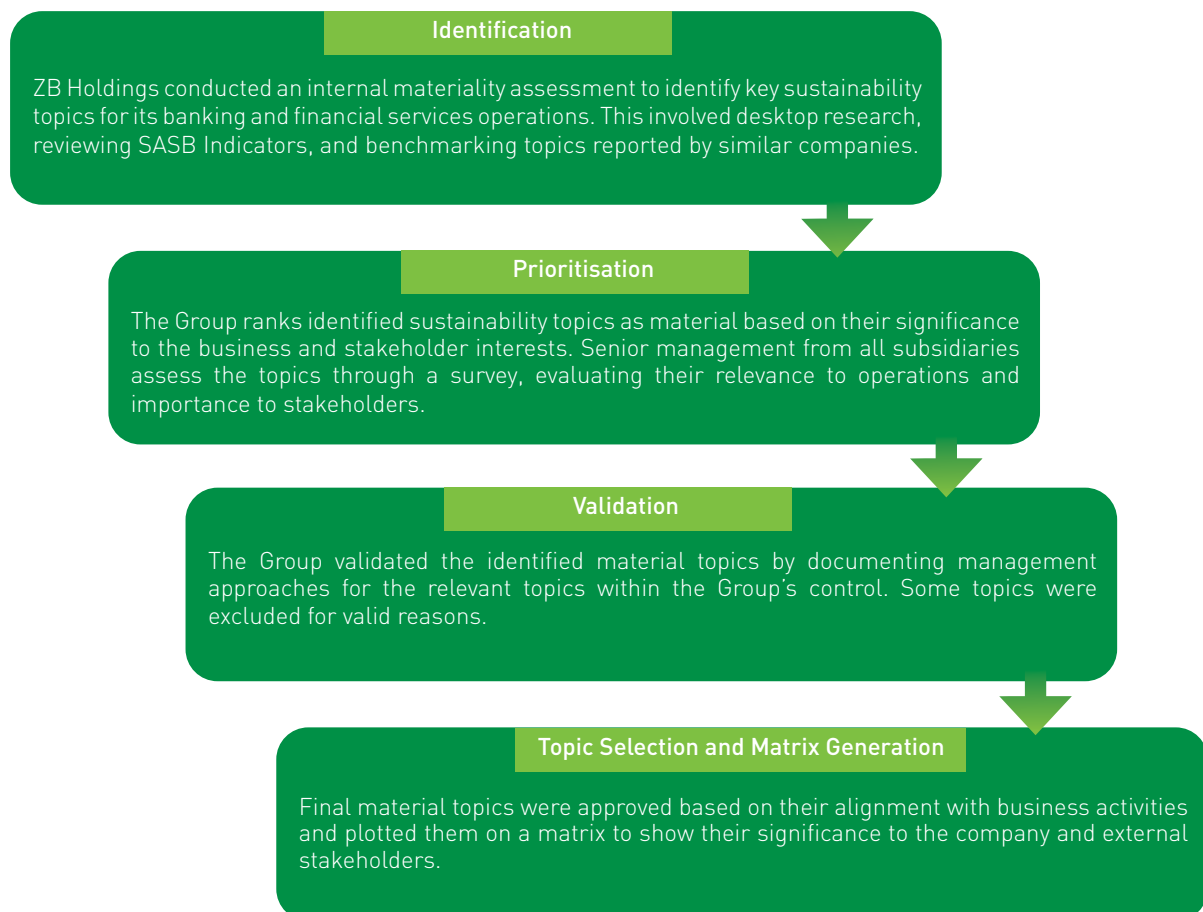 Identification
ZB Holdings conducted an internal materiality assessment to identify key sustainability
topics for its banking and financial services operations. This involved desktop research,
reviewing SASB Indicators, and benchmarking topics reported by similar companies.
Prioritisation
The Group ranks identified sustainability topics as material based on their significance
to the business and stakeholder interests. Senior management from all subsidiaries
assess the topics through a survey, evaluating their relevance to operations and
importance to stakeholders.
Validation
The Group validated the identified material topics by documenting management
approaches for the relevant topics within the Group's control. Some topics were
excluded for valid reasons.
Topic Selection and Matrix Generation
Final material topics were approved based on their alignment with business activities
and plotted them on a matrix to show their significance to the company and external
stakeholders.